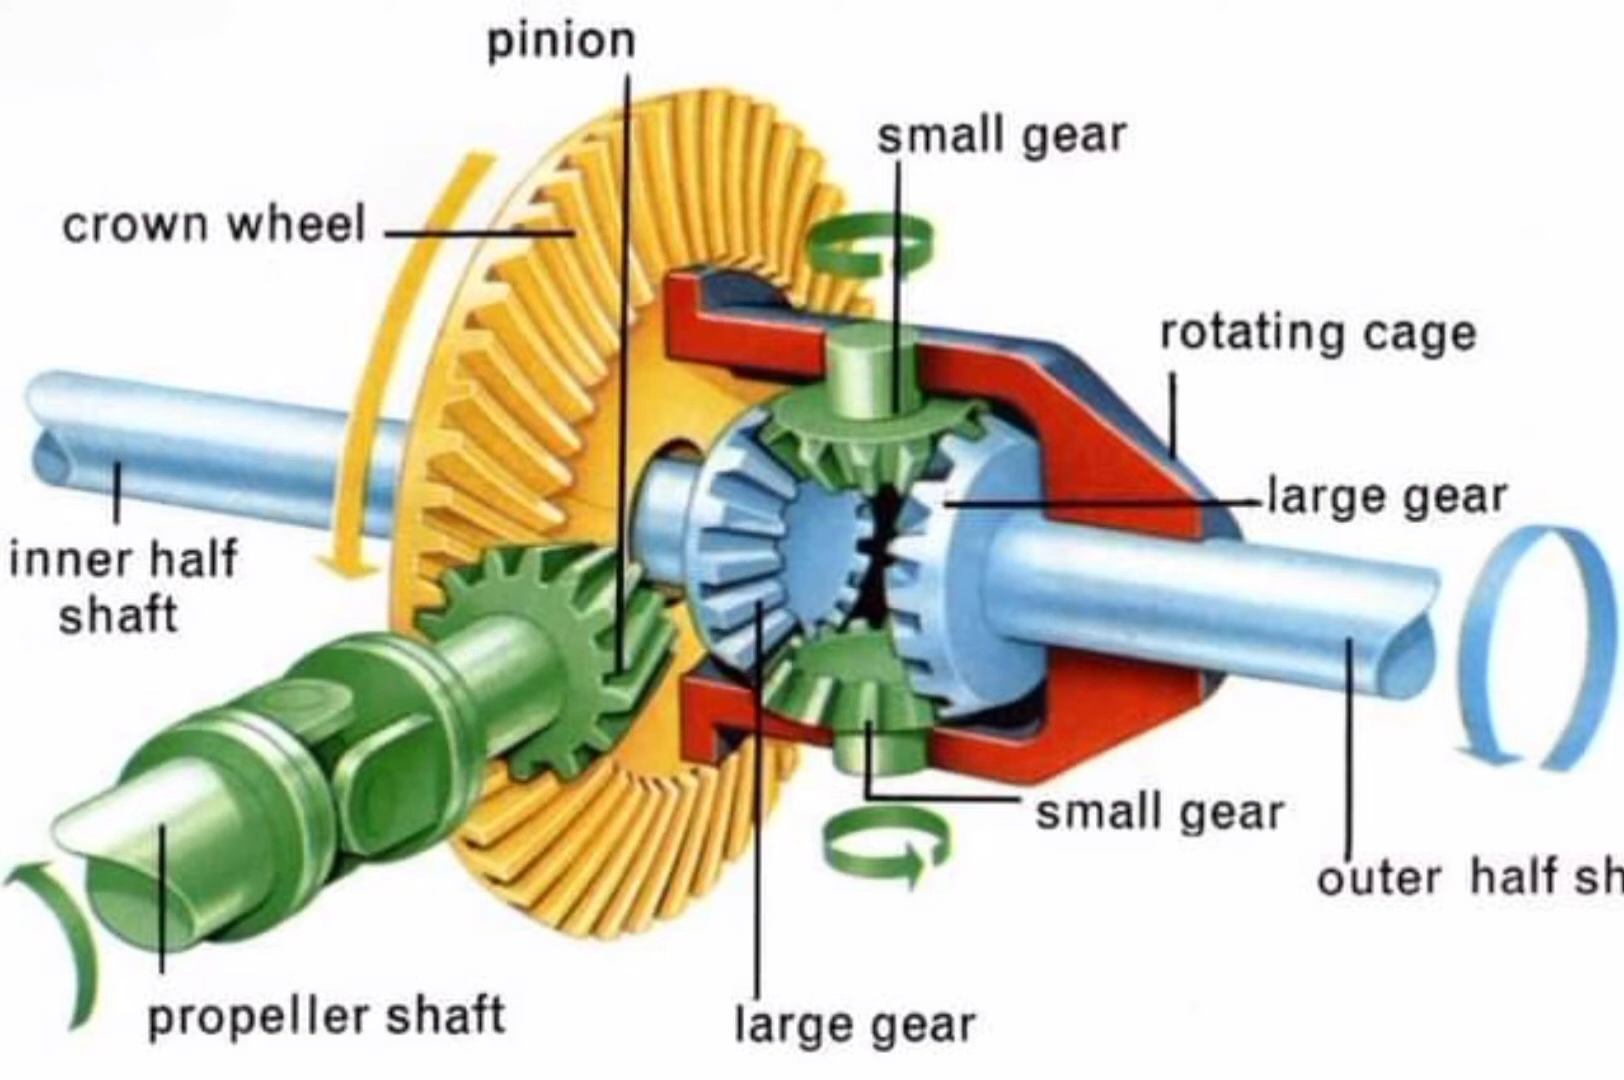 pinion
small gear
crown wheel
rotating cage
large gear
inner half
shaft
small gear
outer half sh
propeller shaft
large gear